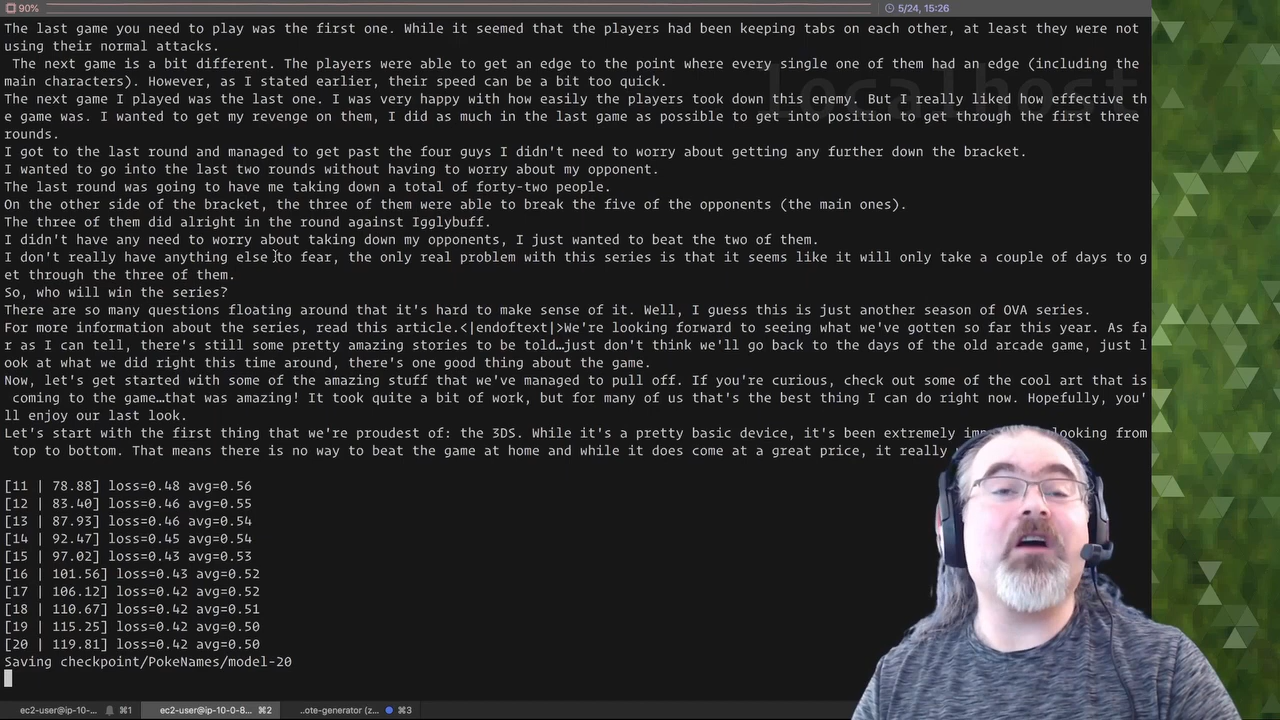 90%
5/24, 15:26
localhost
The last game you need to play was the first one. While it seemed that the players had been keeping tabs on each other, at least they were not
using their normal attacks.
The next game is a bit different. The players were able to get an edge to the point where every single one of them had an edge (including the
main characters). However, as I stated earlier, their speed can be a bit too quick.
The next game I played was the last one. I was very happy with how easily the players took down this enemy. But I really liked how effective th
e game was. I wanted to get my revenge on them, I did as much in the last game as possible to get into position to get through the first three
rounds.
I got to the last round and managed to get past the four guys I didn't need to worry about getting any further down the bracket.
I wanted to go into the last two rounds without having to worry about my opponent.
The last round was going to have me taking down a total of forty-two people.
On the other side of the bracket, the three of them were able to break the five of the opponents (the main ones).
The three of them did alright in the round against Igglybuff.
I didn't have any need to worry about taking down my opponents, I just wanted to beat the two of them.
I don't really have anything else to fear, the only real problem with this series is that it seems like it will only take a couple of days to g
et through the three of them.
So, who will win the series?
There are so many questions floating around that it's hard to make sense of it. Well, I guess this is just another season of OVA series.
For more information about the series, read this article.<|endoftext|>We're looking forward to seeing what we've gotten so far this year. As fa
r as I can tell, there's still some pretty amazing stories to be told…just don't think we'll go back to the days of the old arcade game, just l
ook at what we did right this time around, there's one good thing about the game.
Now, let's get started with some of the amazing stuff that we've managed to pull off. If you're curious, check out some of the cool art that is
coming to the game…that was amazing! It took quite a bit of work, but for many of us that's the best thing I can do right now. Hopefully, you'
ll enjoy our last look.
Let's start with the first thing that we're proudest of: the 3DS. While it's a pretty basic device, it's been extremely looking from
top to bottom. That means there is no way to beat the game at home and while it does come at a great price, it really
[11 | 78.88] loss=0.48 avg=0.56
[12 | 83.40] loss=0.46 avg=0.55
[13 | 87.93] loss=0.46 avg=0.54
[14 | 92.47] loss=0.45 avg=0.54
[15 | 97.02] loss=0.43 avg=0.53
[16 | 101.56] loss=0.43 avg=0.52
[17 | 106.12] loss=0.42 avg=0.52
[18 | 110.67] loss=0.42 avg=0.51
[19 | 115.25] loss=0.42 avg=0.50
[20 | 119.81] loss=0.42 avg=0.50
Saving checkpoint/PokeNames/model-20
ec2-user@ip-10-... ⌘1 ec2-user@ip-10-0-8... ⌘2 ..ote-generator (z... ⌘3